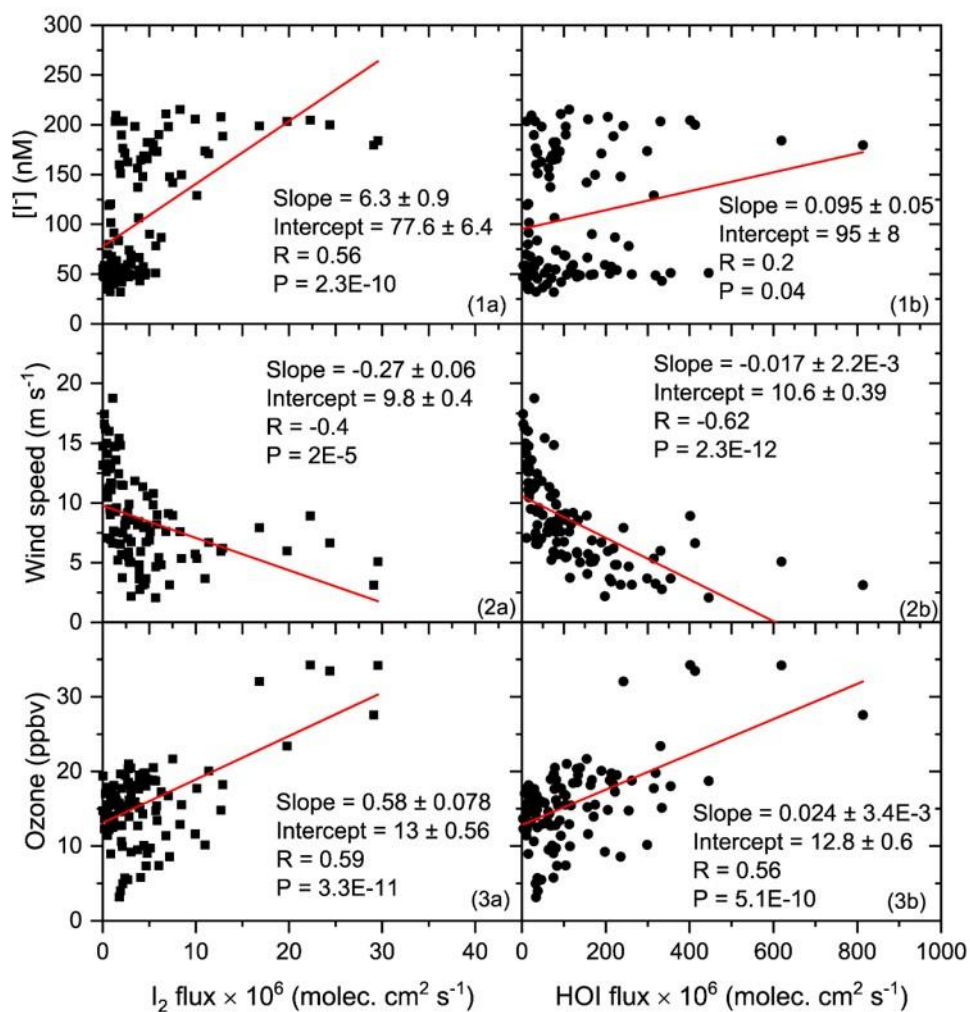 300
250
200
150
100
50
0
[I⁻] (nM)
Slope = 6.3 ± 0.9
Intercept = 77.6 ± 6.4
R = 0.56
P = 2.3E-10
(1a)
Slope = 0.095 ± 0.05
Intercept = 95 ± 8
R = 0.2
P = 0.04
(1b)
20
15
10
5
0
Wind speed (m s⁻¹)
Slope = -0.27 ± 0.06
Intercept = 9.8 ± 0.4
R = -0.4
P = 2E-5
(2a)
Slope = -0.017 ± 2.2E-3
Intercept = 10.6 ± 0.39
R = -0.62
P = 2.3E-12
(2b)
30
20
10
0
Ozone (ppbv)
Slope = 0.58 ± 0.078
Intercept = 13 ± 0.56
R = 0.59
P = 3.3E-11
(3a)
Slope = 0.024 ± 3.4E-3
Intercept = 12.8 ± 0.6
R = 0.56
P = 5.1E-10
(3b)
0 10 20 30 40
0 200 400 600 800 1000
I₂ flux × 10⁶ (molec. cm² s⁻¹)
HOI flux × 10⁶ (molec. cm² s⁻¹)